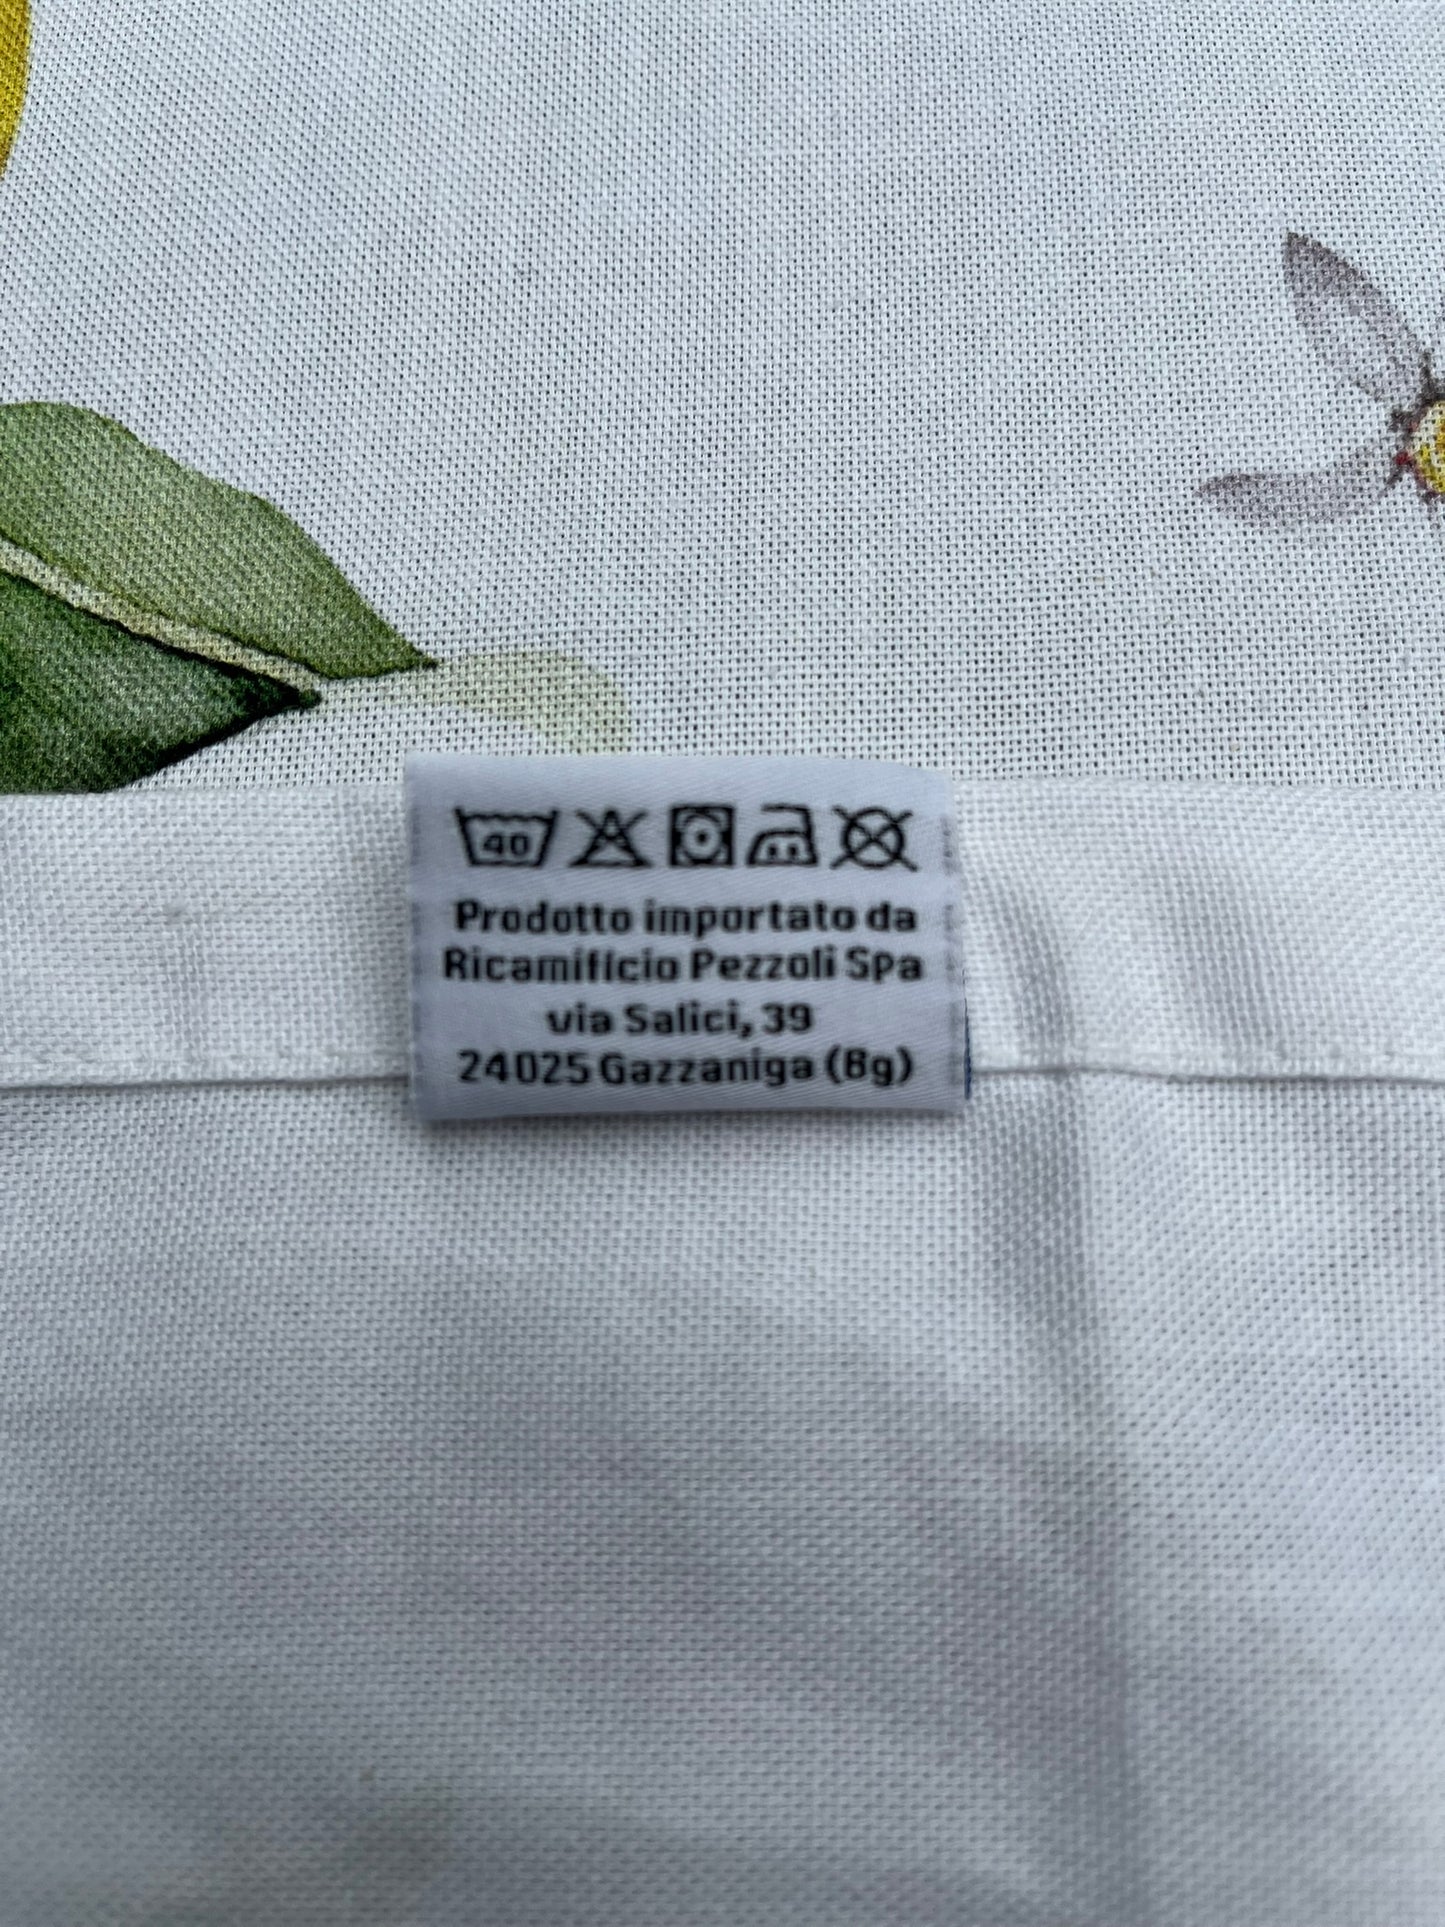 40
Prodotto importato da
Ricamificio Pezzoli Spa
via Salici, 39
24025 Gazzaniga (Bg)